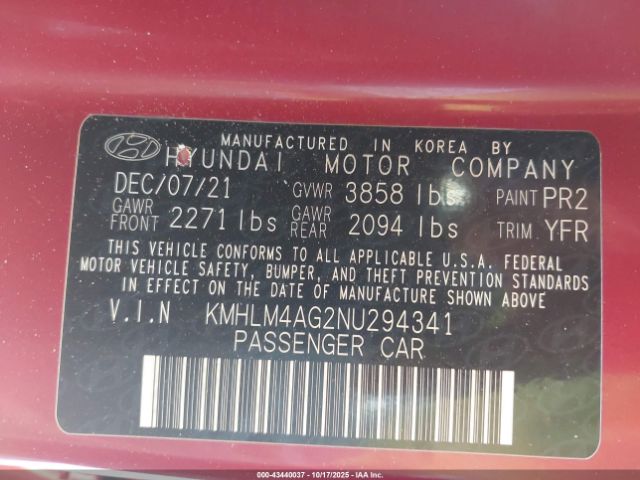 MANUFACTURED IN KOREA BY
HYUNDAI MOTOR COMPANY
DEC/07/21 GVWR 3858 lbs PAINT PR2
GAWR FRONT 2271 lbs GAWR REAR 2094 lbs TRIM YFR
THIS VEHICLE CONFORMS TO ALL APPLICABLE U.S.A. FEDERAL
MOTOR VEHICLE SAFETY, BUMPER, AND THEFT PREVENTION STANDARDS
IN EFFECT ON THE DATE OF MANUFACTURE SHOWN ABOVE
V.I.N KMHLM4AG2NU294341
PASSENGER CAR
000-43440037 - 10/17/2025 - IAAI.COM